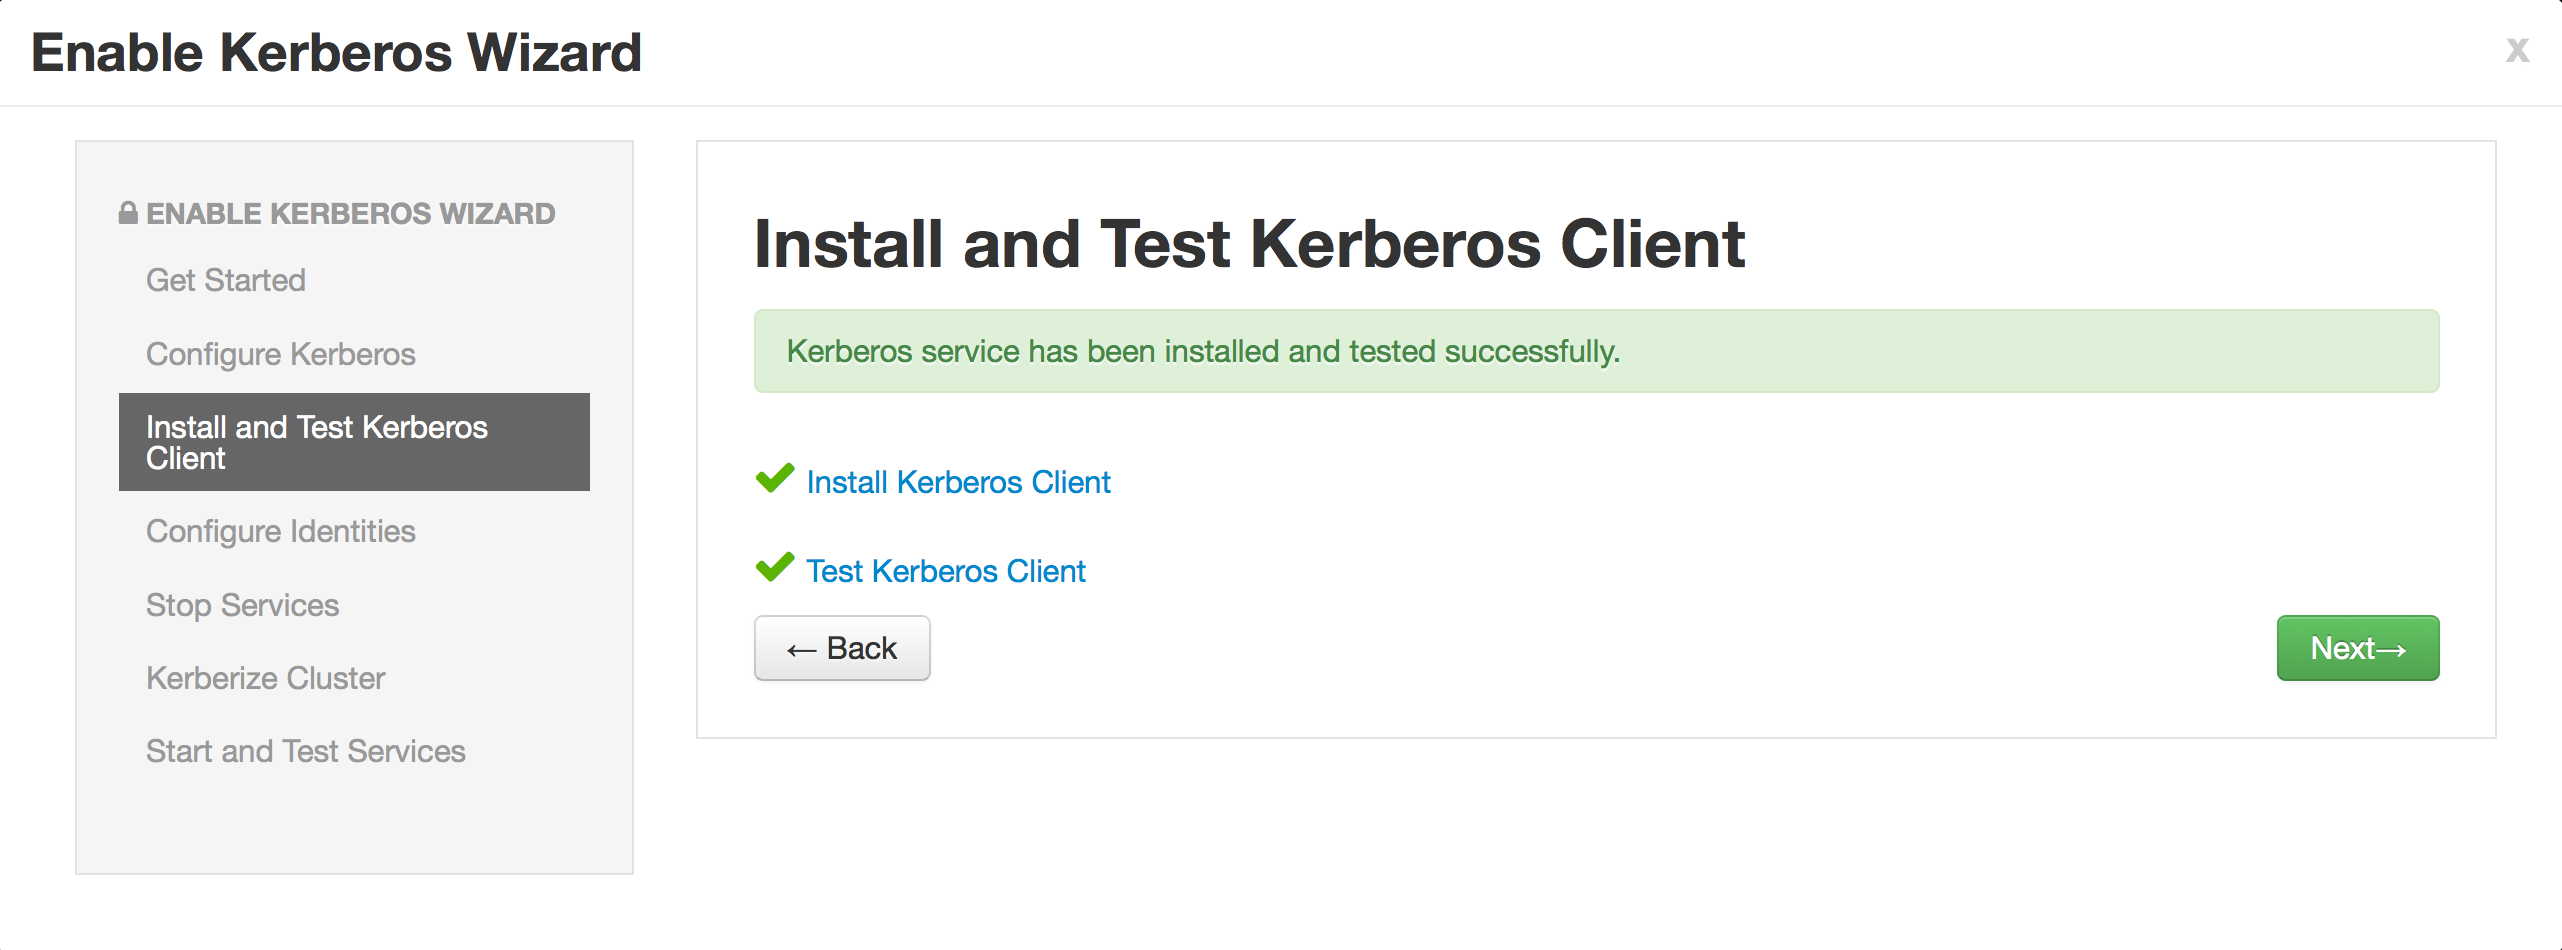 Enable Kerberos Wizard
x
ENABLE KERBEROS WIZARD
Get Started
Configure Kerberos
Install and Test Kerberos
Client
Configure Identities
Stop Services
Kerberize Cluster
Start and Test Services
Install and Test Kerberos Client
Kerberos service has been installed and tested successfully.
Install Kerberos Client
Test Kerberos Client
← Back
Next→